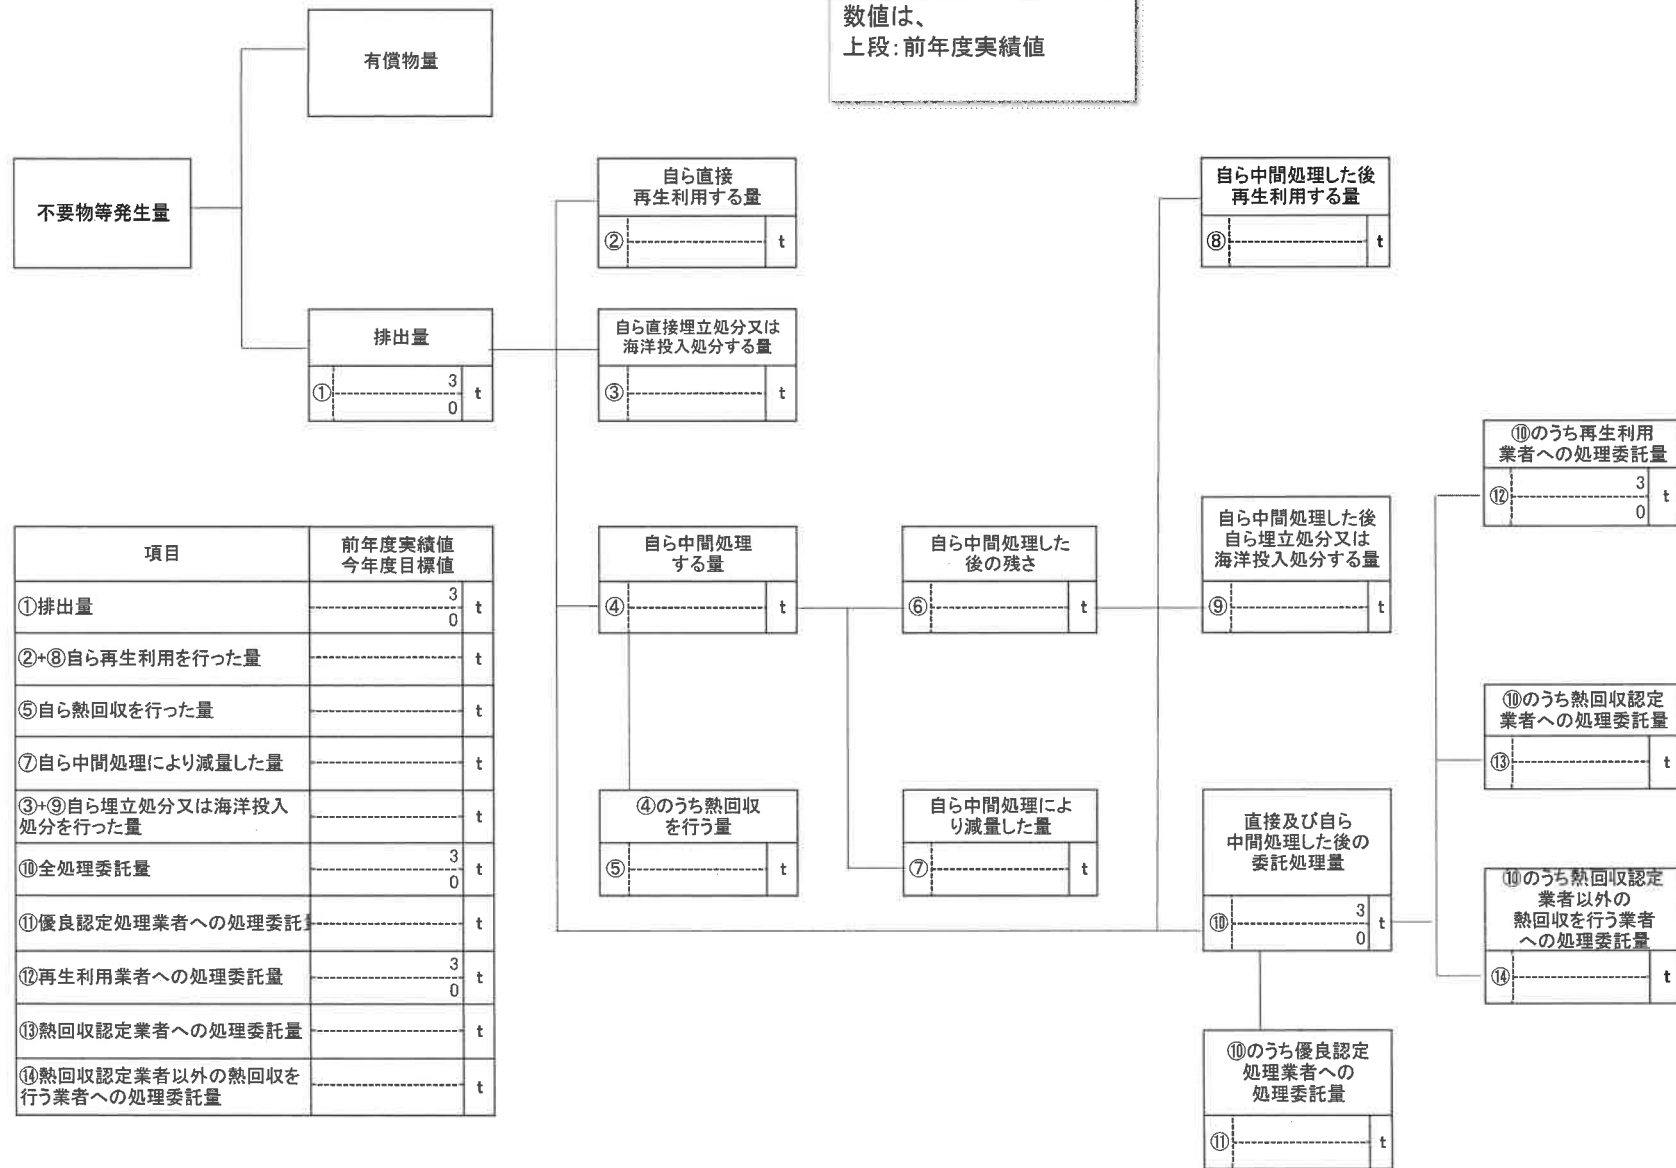 数値は、
上段:前年度実績値
有償物量
不要物等発生量
排出量
① 3 t
0
自ら直接
再生利用する量
② t
自ら直接埋立処分又は
海洋投入処分する量
③ t
自ら中間処理
する量
④ t
④のうち熱回収
を行う量
⑤ t
自ら中間処理した
後の残さ
⑥ t
自ら中間処理によ
り減量した量
⑦ t
自ら中間処理した後
再生利用する量
⑧ t
自ら中間処理した後
自ら埋立処分又は
海洋投入処分する量
⑨ t
直接及び自ら
中間処理した後の
委託処理量
⑩ 3 t
0
⑩のうち優良認定
処理業者への
処理委託量
⑪ t
⑩のうち再生利用
業者への処理委託量
⑫ 3 t
0
⑩のうち熱回収認定
業者への処理委託量
⑬ t
⑩のうち熱回収認定
業者以外の
熱回収を行う業者
への処理委託量
⑭ t
項目 前年度実績値
今年度目標値
①排出量 3 t
0
②+⑧自ら再生利用を行った量 t
⑤自ら熱回収を行った量 t
⑦自ら中間処理により減量した量 t
③+⑨自ら埋立処分又は海洋投入
処分を行った量 t
⑩全処理委託量 3 t
0
⑪優良認定処理業者への処理委託 t
⑫再生利用業者への処理委託量 3 t
0
⑬熱回収認定業者への処理委託量 t
⑭熱回収認定業者以外の熱回収を
行う業者への処理委託量 t